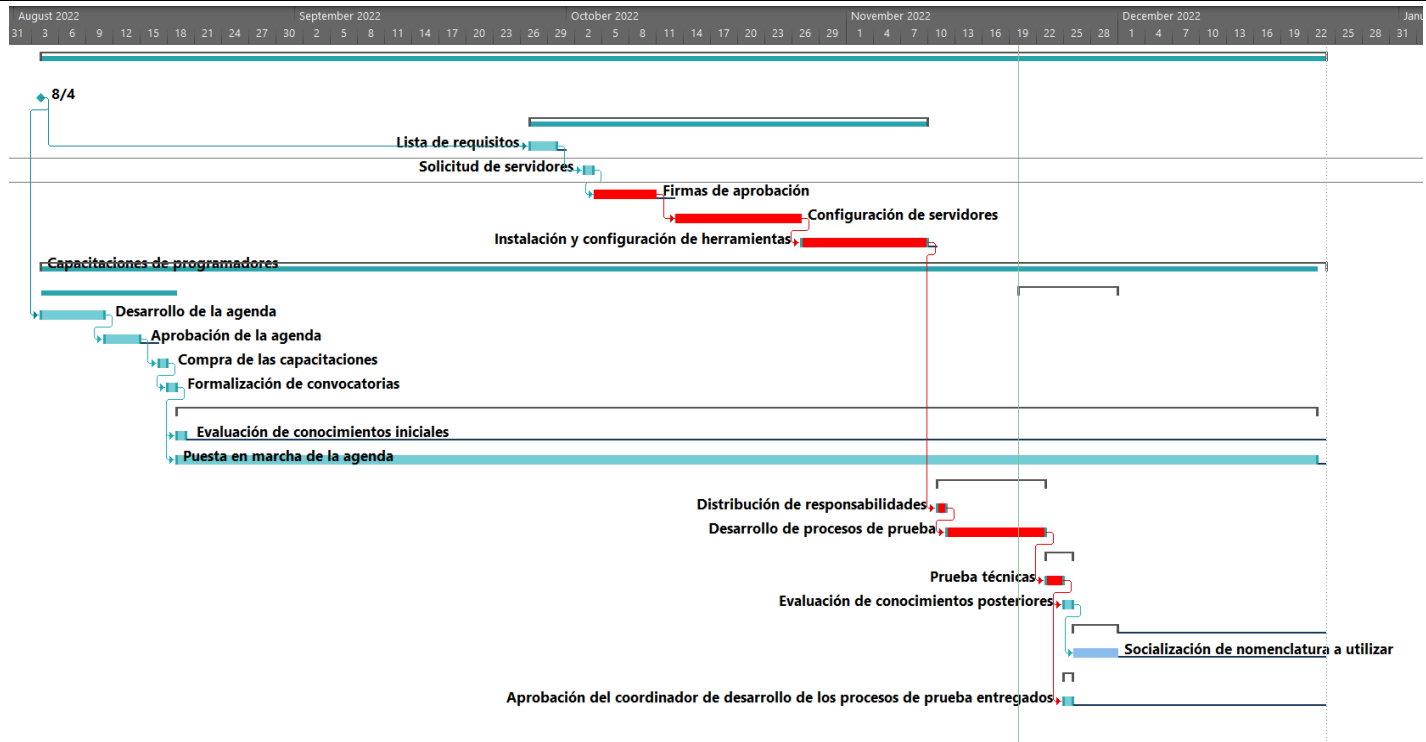 August 2022 September 2022 October 2022 November 2022 December 2022 Janu
31 3 6 9 12 15 18 21 24 27 30 2 5 8 11 14 17 20 23 26 29 2 5 8 11 14 17 20 23 26 29 1 4 7 10 13 16 19 22 25 28 1 4 7 10 13 16 19 22 25 28 31
8/4
Lista de requisitos
Solicitud de servidores
Firmas de aprobación
Configuración de servidores
Instalación y configuración de herramientas
Capacitaciones de programadores
Desarrollo de la agenda
Aprobación de la agenda
Compra de las capacitaciones
Formalización de convocatorias
Evaluación de conocimientos iniciales
Puesta en marcha de la agenda
Distribución de responsabilidades
Desarrollo de procesos de prueba
Prueba técnicas
Evaluación de conocimientos posteriores
Socialización de nomenclatura a utilizar
Aprobación del coordinador de desarrollo de los procesos de prueba entregados